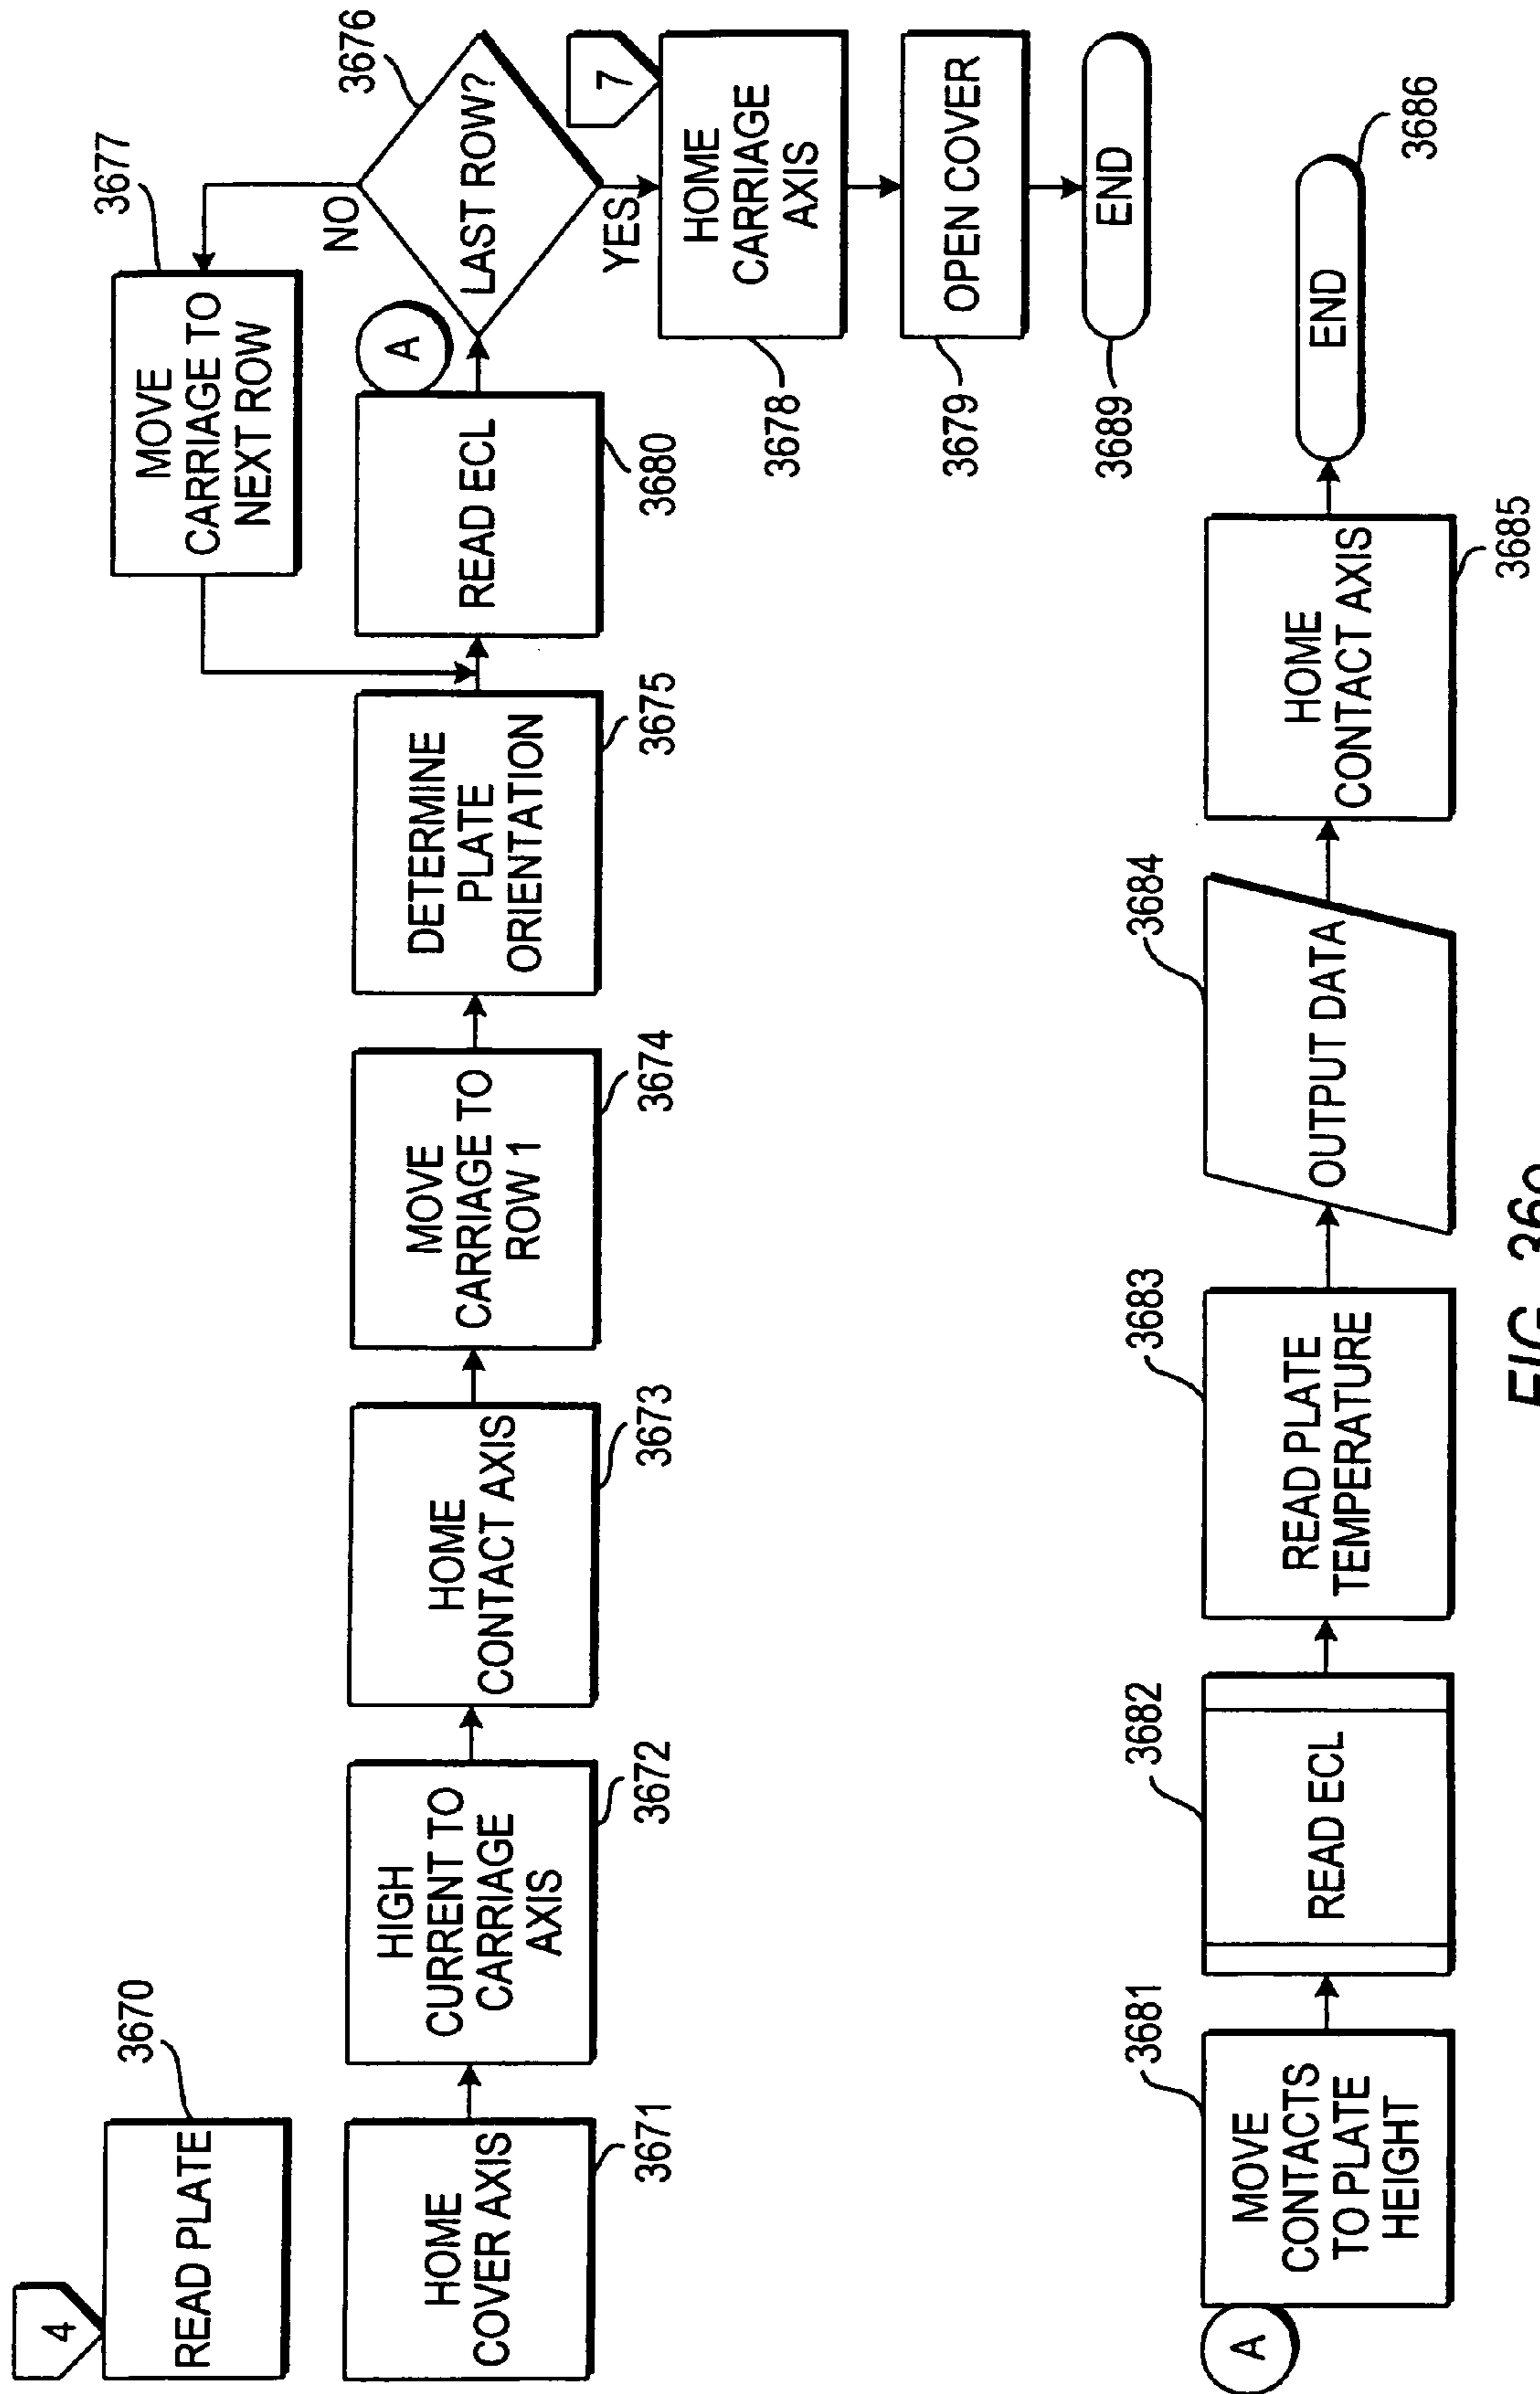 4
READ PLATE
3670
HOME
COVER AXIS
3671
HIGH
CURRENT TO
CARRIAGE
AXIS
3672
HOME
CONTACT AXIS
3673
MOVE
CARRIAGE TO
ROW 1
3674
DETERMINE
PLATE
ORIENTATION
3675
READ ECL
3680
A
LAST ROW?
3676
NO
MOVE
CARRIAGE TO
NEXT ROW
3677
YES
7
HOME
CARRIAGE
AXIS
3678
OPEN COVER
3679
END
3689
A
MOVE
CONTACTS
TO PLATE
HEIGHT
3681
READ ECL
3682
READ PLATE
TEMPERATURE
3683
OUTPUT DATA
3684
HOME
CONTACT AXIS
3685
END
3686